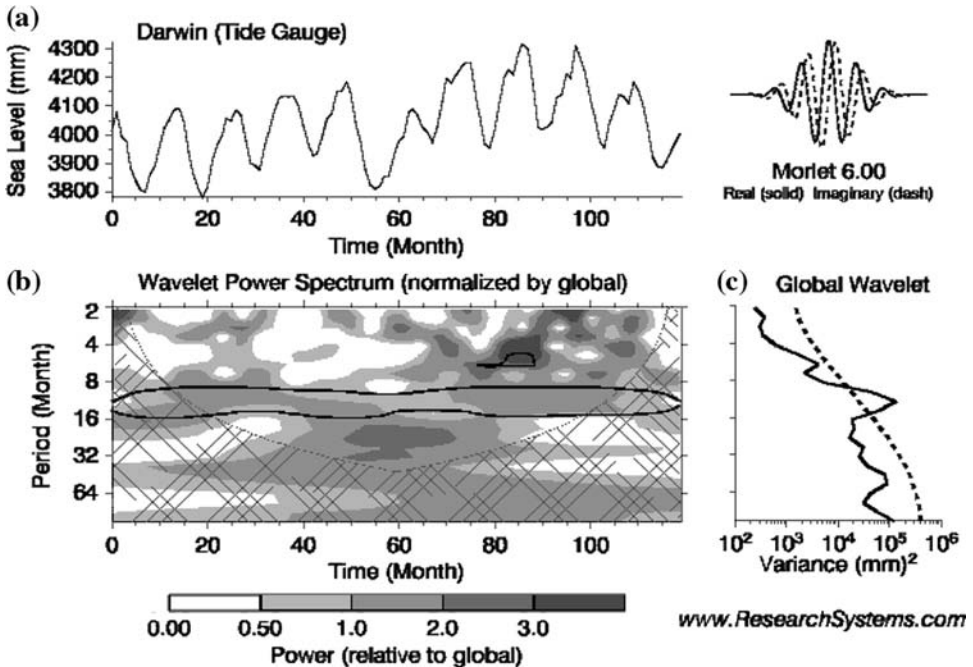 (a)
Darwin (Tide Gauge)
Sea Level (mm)
4300
4200
4100
4000
3900
3800
0 20 40 60 80 100
Time (Month)
Morlet 6.00
Real (solid) Imaginary (dash)
(b)
Wavelet Power Spectrum (normalized by global)
Period (Month)
2
4
8
16
32
64
0 20 40 60 80 100
Time (Month)
0.00 0.50 1.0 2.0 3.0
Power (relative to global)
(c)
Global Wavelet
10² 10³ 10⁴ 10⁵ 10⁶
Variance (mm)²
www.ResearchSystems.com